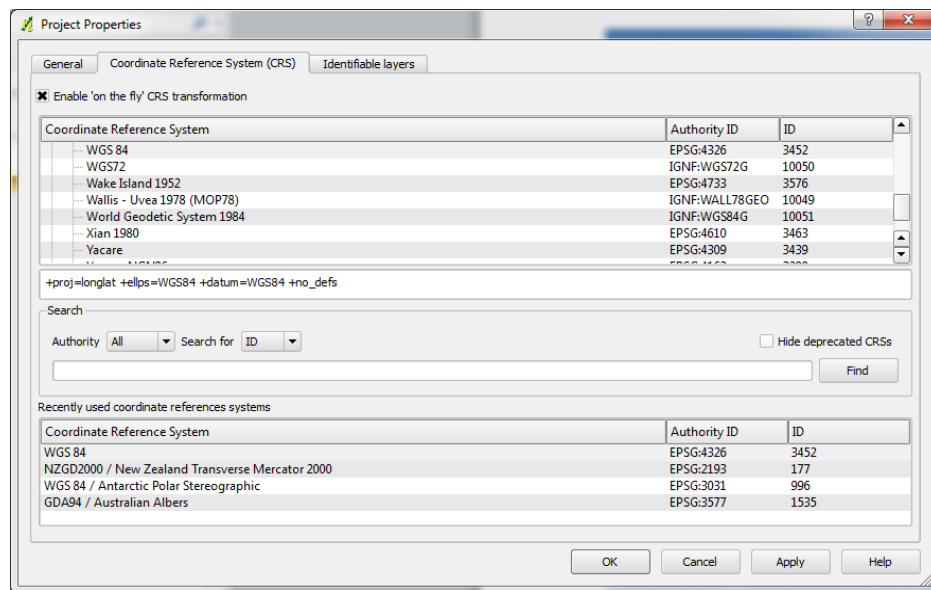 Project Properties
General Coordinate Reference System (CRS) Identifiable layers
Enable 'on the fly' CRS transformation
Coordinate Reference System Authority ID ID
WGS 84 EPSG:4326 3452
WGS72 IGNF:WGS72G 10050
Wake Island 1952 EPSG:4733 3576
Wallis - Uvea 1978 (MOP78) IGNF:WALL78GEO 10049
World Geodetic System 1984 IGNF:WGS84G 10051
Xian 1980 EPSG:4610 3463
Yacare EPSG:4309 3439
+proj=longlat +ellps=WGS84 +datum=WGS84 +no_defs
Search
Authority All Search for ID Hide deprecated CRSs
Find
Recently used coordinate references systems
Coordinate Reference System Authority ID ID
WGS 84 EPSG:4326 3452
NZGD2000 / New Zealand Transverse Mercator 2000 EPSG:2193 177
WGS 84 / Antarctic Polar Stereographic EPSG:3031 996
GDA94 / Australian Albers EPSG:3577 1535
OK Cancel Apply Help